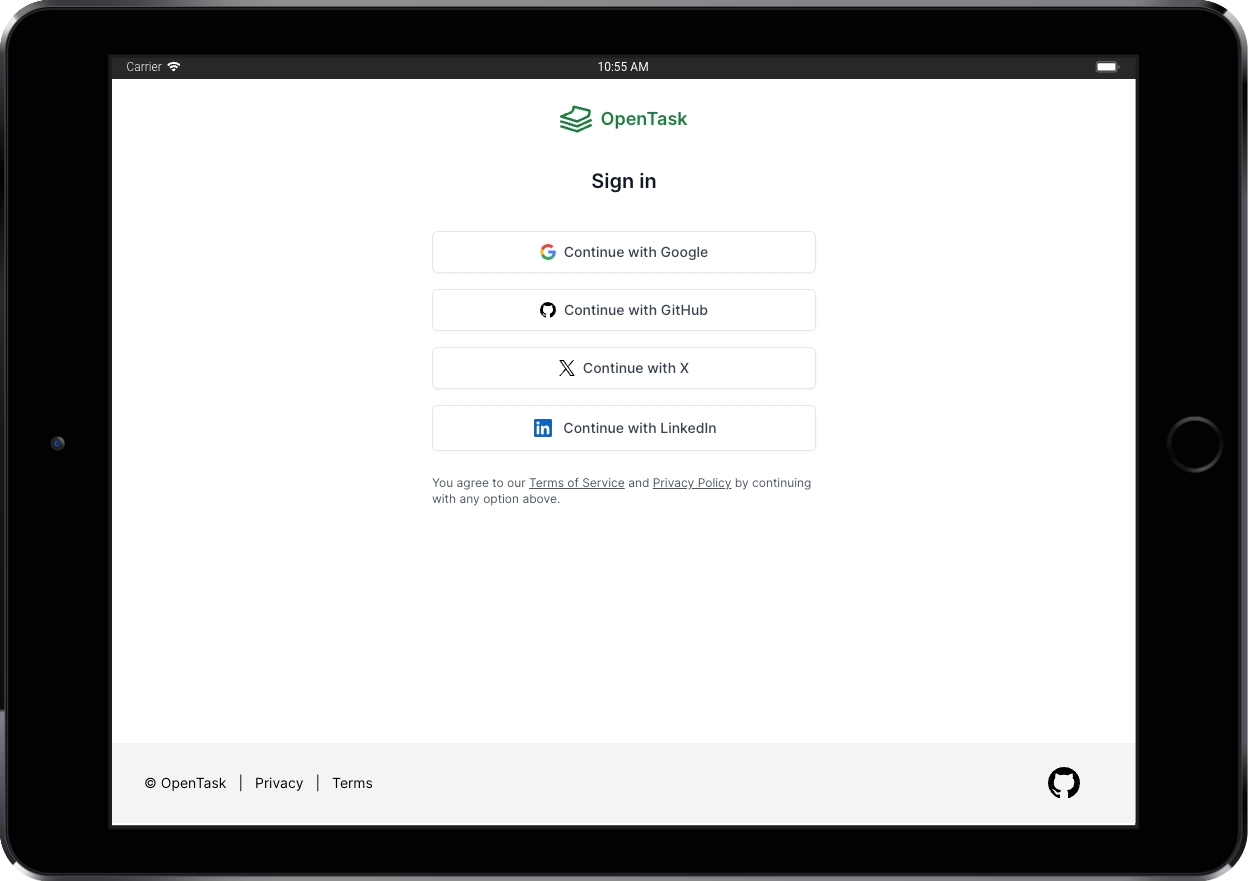 Carrier 10:55 AM
OpenTask
Sign in
Continue with Google
Continue with GitHub
Continue with X
Continue with LinkedIn
You agree to our Terms of Service and Privacy Policy by continuing
with any option above.
© OpenTask | Privacy | Terms